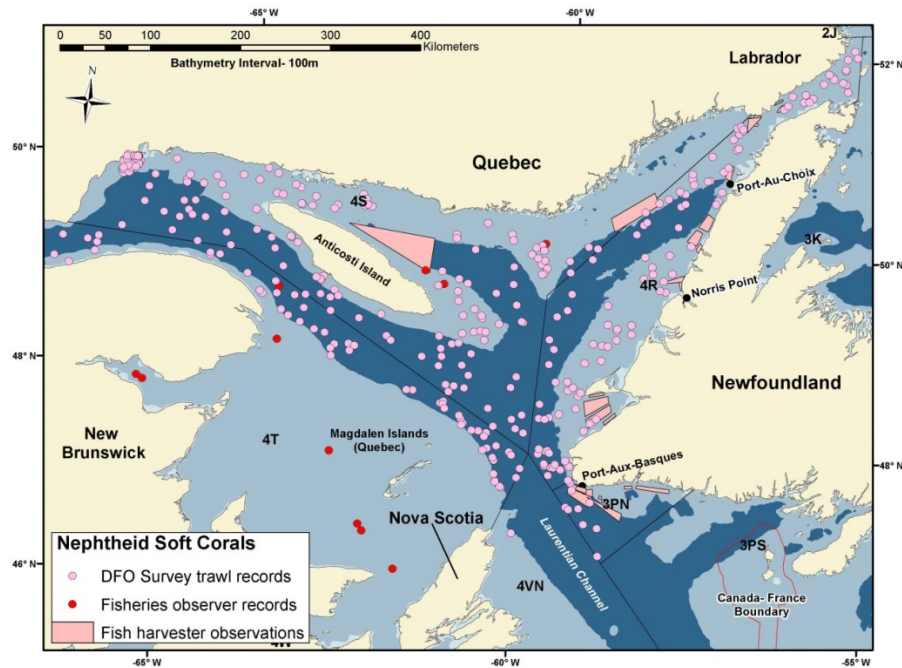 -65° W
-60° W
0 50 100 200 300 400
Kilometers
Bathymetry Interval- 100m
2J
52° N
Labrador
N
50° N
Quebec
Port-Au-Choix
4S
Anticosti Island
3K
50° N
4R
Norris Point
48° N
Newfoundland
New
Brunswick
4T
Magdalen Islands
(Quebec)
Port-Aux-Basques
48° N
3PN
Nova Scotia
Laurentian Channel
3PS
46° N
4VN
Canada- France
Boundary
Nephtheid Soft Corals
DFO Survey trawl records
Fisheries observer records
Fish harvester observations
4W
-65° W
-60° W
-55° W
46° N